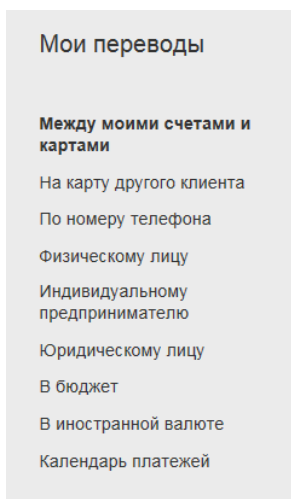 Мои переводы
Между моими счетами и
картами
На карту другого клиента
По номеру телефона
Физическому лицу
Индивидуальному
предпринимателю
Юридическому лицу
В бюджет
В иностранной валюте
Календарь платежей